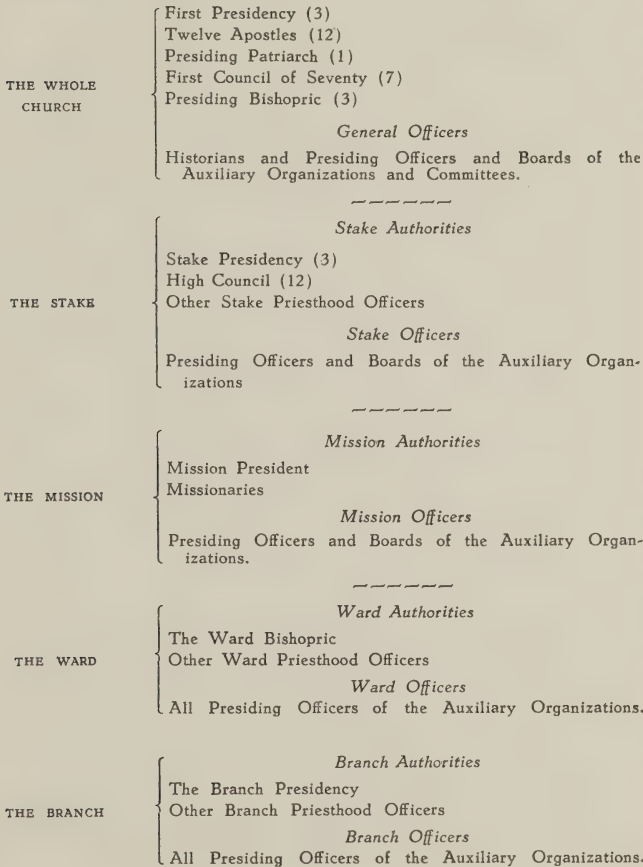 First Presidency (3)
Twelve Apostles (12)
Presiding Patriarch (1)
THE WHOLE CHURCH
First Council of Seventy (7)
Presiding Bishopric (3)
General Officers
Historians and Presiding Officers and Boards of the
Auxiliary Organizations and Committees.
Stake Authorities
Stake Presidency (3)
High Council (12)
THE STAKE
Other Stake Priesthood Officers
Stake Officers
Presiding Officers and Boards of the Auxiliary Organ-
izations
Mission Authorities
Mission President
THE MISSION
Missionaries
Mission Officers
Presiding Officers and Boards of the Auxiliary Organ-
izations.
Ward Authorities
The Ward Bishopric
THE WARD
Other Ward Priesthood Officers
Ward Officers
All Presiding Officers of the Auxiliary Organizations.
Branch Authorities
The Branch Presidency
THE BRANCH
Other Branch Priesthood Officers
Branch Officers
All Presiding Officers of the Auxiliary Organizations.